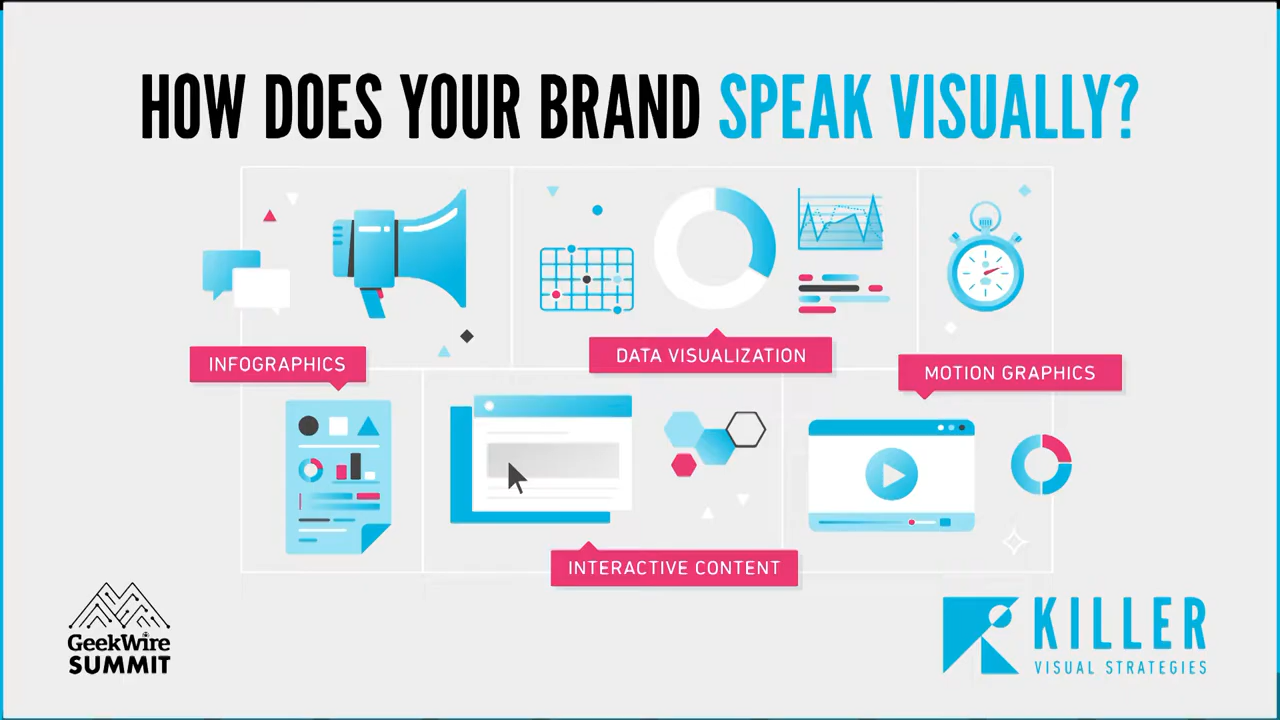 HOW DOES YOUR BRAND SPEAK VISUALLY?
INFOGRAPHICS
DATA VISUALIZATION
MOTION GRAPHICS
INTERACTIVE CONTENT
GeekWire
SUMMIT
KILLER
VISUAL STRATEGIES